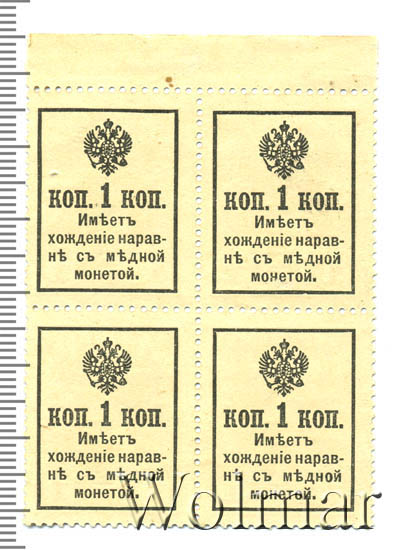 КОП. 1 КОП.
Имѣетъ
хожденіе нарав-
нѣ съ мѣдной
монетой.
КОП. 1 КОП.
Имѣетъ
хожденіе нарав-
нѣ съ мѣдной
монетой.
КОП. 1 КОП.
Имѣетъ
хожденіе нарав-
нѣ съ мѣдной
монетой.
КОП. 1 КОП.
Имѣетъ
хожденіе нарав-
нѣ съ мѣдной
монетой.
Wolmar